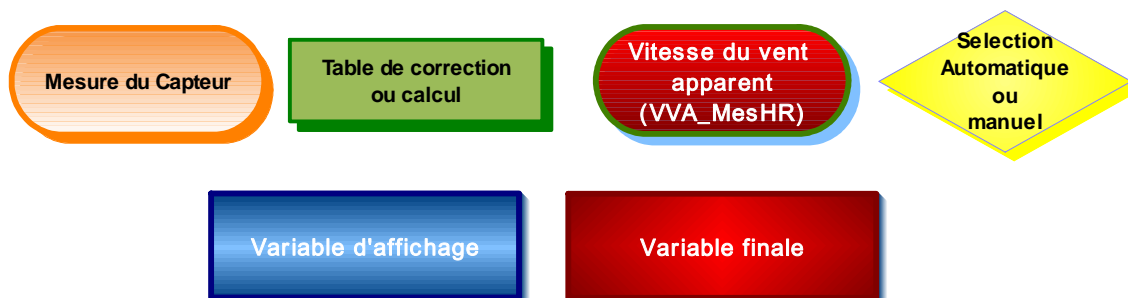 Mesure du Capteur
Table de correction
ou calcul
Vitesse du vent
apparent
(VVA_MesHR)
Selection
Automatique
ou
manuel
Variable d'affichage
Variable finale